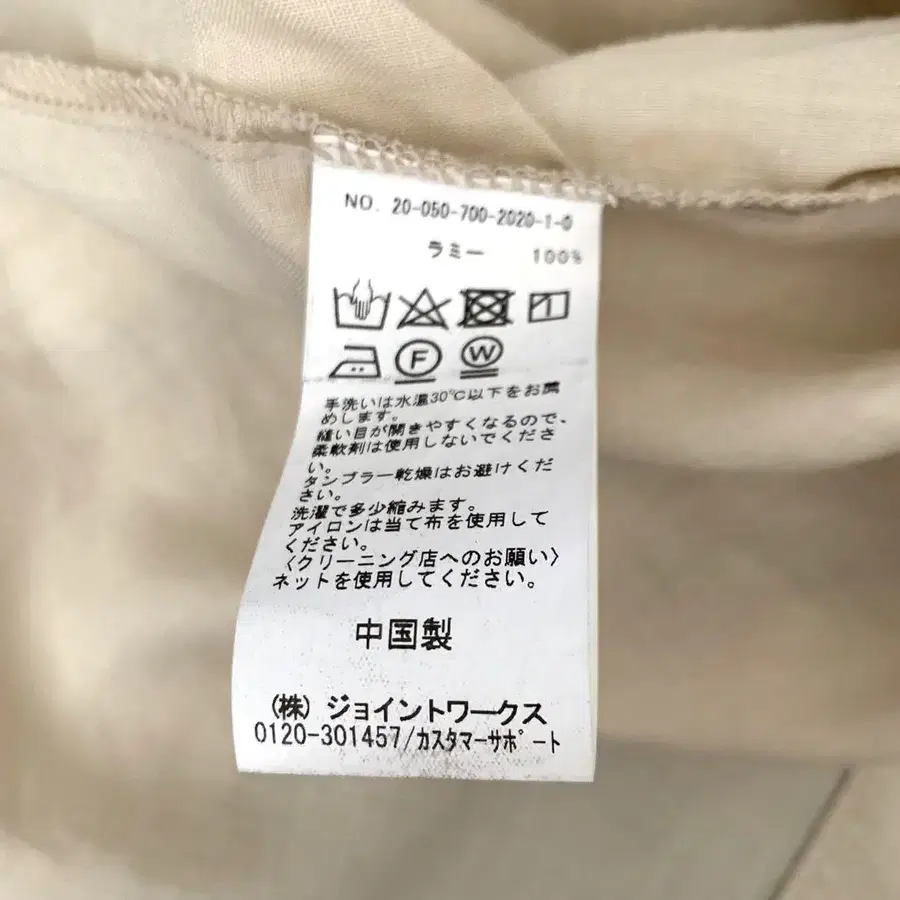 NO. 20-050-700-2020-1-0
ラミー 100%
F W
手洗いは水温30℃以下をお薦
めします。
縫い目が開きやすくなるので、
柔軟剤は使用しないでくださ
い。
タンブラー乾燥はお避けくだ
さい。
洗濯で多少縮みます。
アイロンは当て布を使用して
ください。
〈クリーニング店へのお願い〉
ネットを使用してください。
中国製
(株) ジョイントワークス
0120-301457/カスタマーサポート